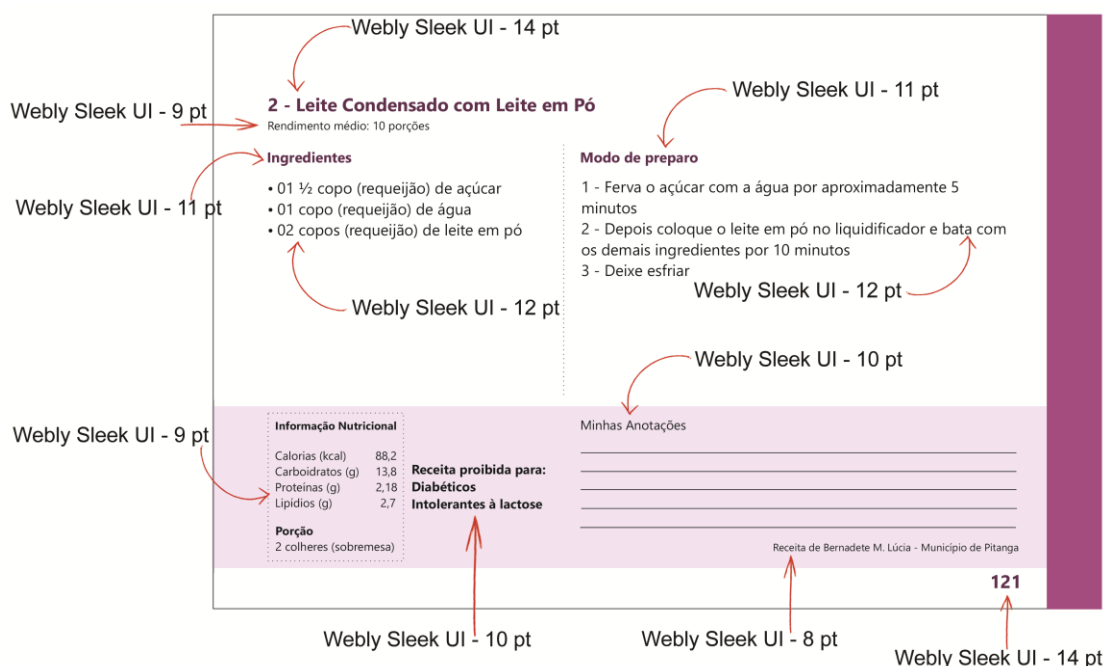 Webly Sleek UI - 14 pt
Webly Sleek UI - 9 pt
2 - Leite Condensado com Leite em Pó
Rendimento médio: 10 porções
Webly Sleek UI - 11 pt
Ingredientes
Webly Sleek UI - 11 pt
• 01 ½ copo (requeijão) de açúcar
• 01 copo (requeijão) de água
• 02 copos (requeijão) de leite em pó
Webly Sleek UI - 12 pt
Modo de preparo
1 - Ferva o açúcar com a água por aproximadamente 5
minutos
2 - Depois coloque o leite em pó no liquidificador e bata com
os demais ingredientes por 10 minutos
3 - Deixe esfriar
Webly Sleek UI - 12 pt
Webly Sleek UI - 10 pt
Webly Sleek UI - 9 pt
Informação Nutricional
Calorias (kcal) 88,2
Carboidratos (g) 13,8
Proteínas (g) 2,18
Lipídios (g) 2,7
Porção
2 colheres (sobremesa)
Receita proibida para:
Diabéticos
Intolerantes à lactose
Minhas Anotações
Receita de Bernadete M. Lúcia - Município de Pitanga
121
Webly Sleek UI - 10 pt
Webly Sleek UI - 8 pt
Webly Sleek UI - 14 pt